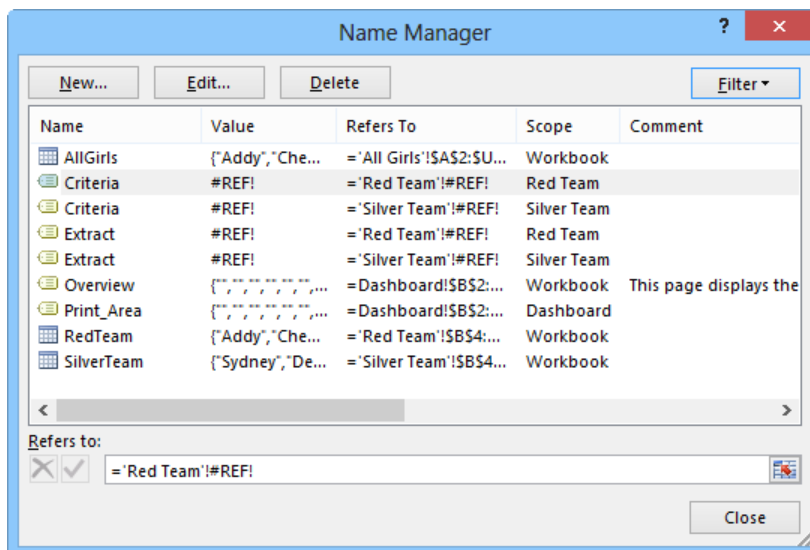 Name Manager
?
New... Edit... Delete Filter
Name Value Refers To Scope Comment
AllGirls {"Addy","Che... ='All Girls'!$A$2:$U... Workbook
Criteria #REF! ='Red Team'!#REF! Red Team
Criteria #REF! ='Silver Team'!#REF! Silver Team
Extract #REF! ='Red Team'!#REF! Red Team
Extract #REF! ='Silver Team'!#REF! Silver Team
Overview {"","","","","","",... =Dashboard!$B$2:... Workbook This page displays the
Print_Area {"","","","","","",... =Dashboard!$B$2:... Dashboard
RedTeam {"Addy","Che... ='Red Team'!$B$4:... Workbook
SilverTeam {"Sydney","De... ='Silver Team'!$B$4... Workbook
Refers to:
='Red Team'!#REF!
Close